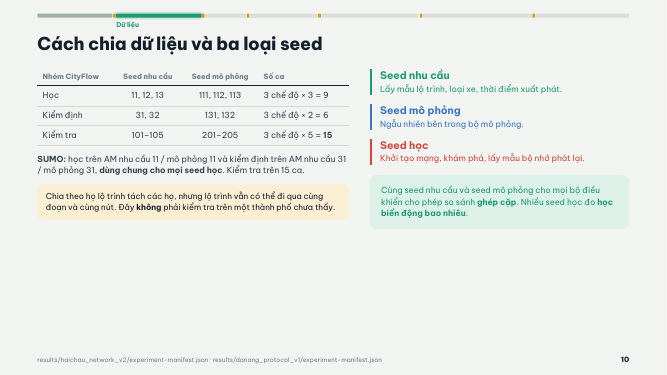 Dữ liệu
Cách chia dữ liệu và ba loại seed
Nhóm CityFlow Seed nhu cầu Seed mô phỏng Số ca
Học 11, 12, 13 111, 112, 113 3 chế độ × 3 = 9
Kiểm định 31, 32 131, 132 3 chế độ × 2 = 6
Kiểm tra 101–105 201–205 3 chế độ × 5 = 15
SUMO: học trên AM nhu cầu 11 / mô phỏng 11 và kiểm định trên AM nhu cầu 31
/ mô phỏng 31, dùng chung cho mọi seed học. Kiểm tra trên 15 ca.
Chia theo họ lộ trình tách các họ, nhưng lộ trình vẫn có thể đi qua cùng
đoạn và cùng nút. Đây không phải kiểm tra trên một thành phố chưa thấy.
Seed nhu cầu
Lấy mẫu lộ trình, loại xe, thời điểm xuất phát.
Seed mô phỏng
Ngẫu nhiên bên trong bộ mô phỏng.
Seed học
Khởi tạo mạng, khám phá, lấy mẫu bộ nhớ phát lại.
Cùng seed nhu cầu và seed mô phỏng cho mọi bộ điều
khiển cho phép so sánh ghép cặp. Nhiều seed học đo học
biến động bao nhiêu.
results/haichau_network_v2/experiment-manifest.json · results/danang_protocol_v1/experiment-manifest.json
10